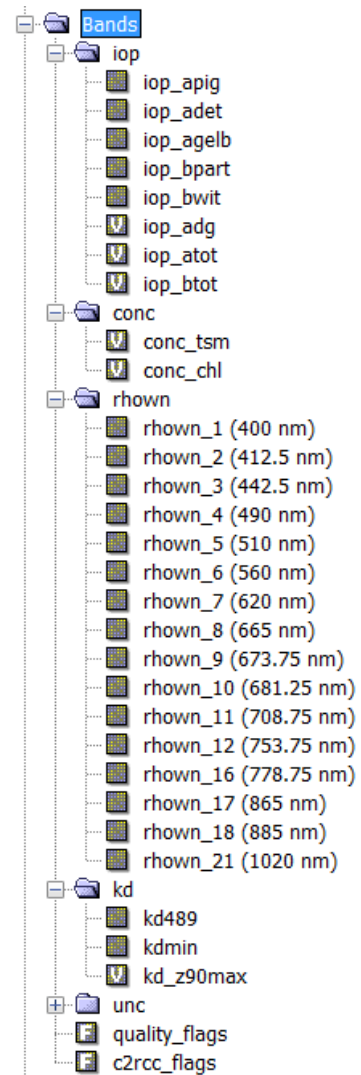 Bands
iop
iop_apig
iop_adet
iop_agelb
iop_bpart
iop_bwit
iop_adg
iop_atot
iop_btot
conc
conc_tsm
conc_chl
rhown
rhown_1 (400 nm)
rhown_2 (412.5 nm)
rhown_3 (442.5 nm)
rhown_4 (490 nm)
rhown_5 (510 nm)
rhown_6 (560 nm)
rhown_7 (620 nm)
rhown_8 (665 nm)
rhown_9 (673.75 nm)
rhown_10 (681.25 nm)
rhown_11 (708.75 nm)
rhown_12 (753.75 nm)
rhown_16 (778.75 nm)
rhown_17 (865 nm)
rhown_18 (885 nm)
rhown_21 (1020 nm)
kd
kd489
kdmin
kd_z90max
unc
quality_flags
c2rcc_flags